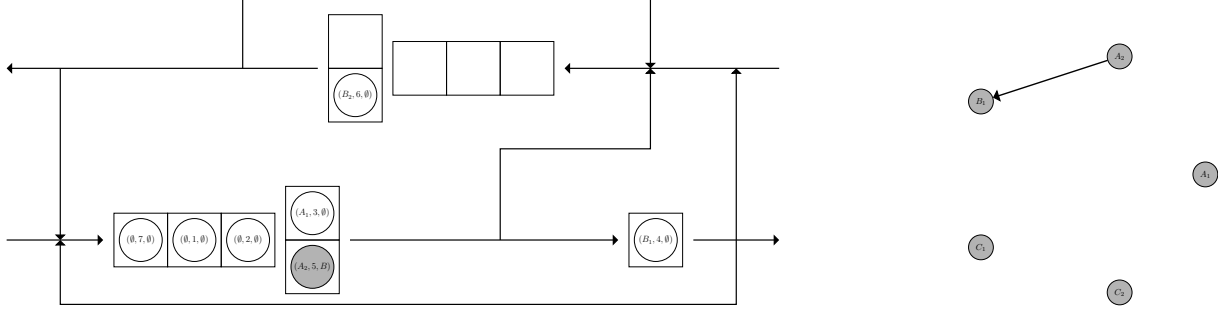 (B₂, 6, ∅)
(∅, 7, ∅)
(∅, 1, ∅)
(∅, 2, ∅)
(A₁, 3, ∅)
(A₂, 5, B)
(B₁, 4, ∅)
A₂
B₁
A₁
C₁
C₂